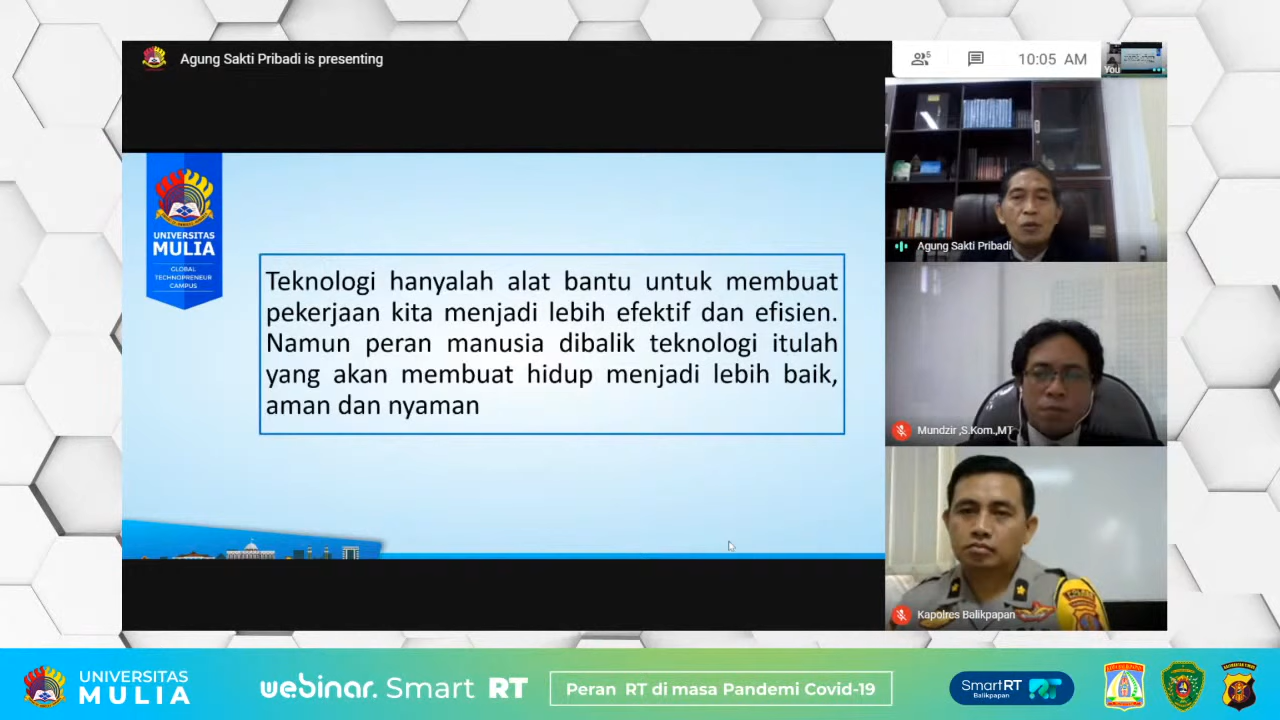 Agung Sakti Pribadi is presenting
5
10:05 AM
You
UNIVERSITAS
MULIA
GLOBAL
TECHNOPRENEUR
CAMPUS
Teknologi hanyalah alat bantu untuk membuat
pekerjaan kita menjadi lebih efektif dan efisien.
Namun peran manusia dibalik teknologi itulah
yang akan membuat hidup menjadi lebih baik,
aman dan nyaman
Agung Sakti Pribadi
Mundzir ,S.Kom.,MT
Kapolres Balikpapan
UNIVERSITAS
MULIA
webinar. Smart RT
Peran RT di masa Pandemi Covid-19
SmartRT
Balikpapan
RT